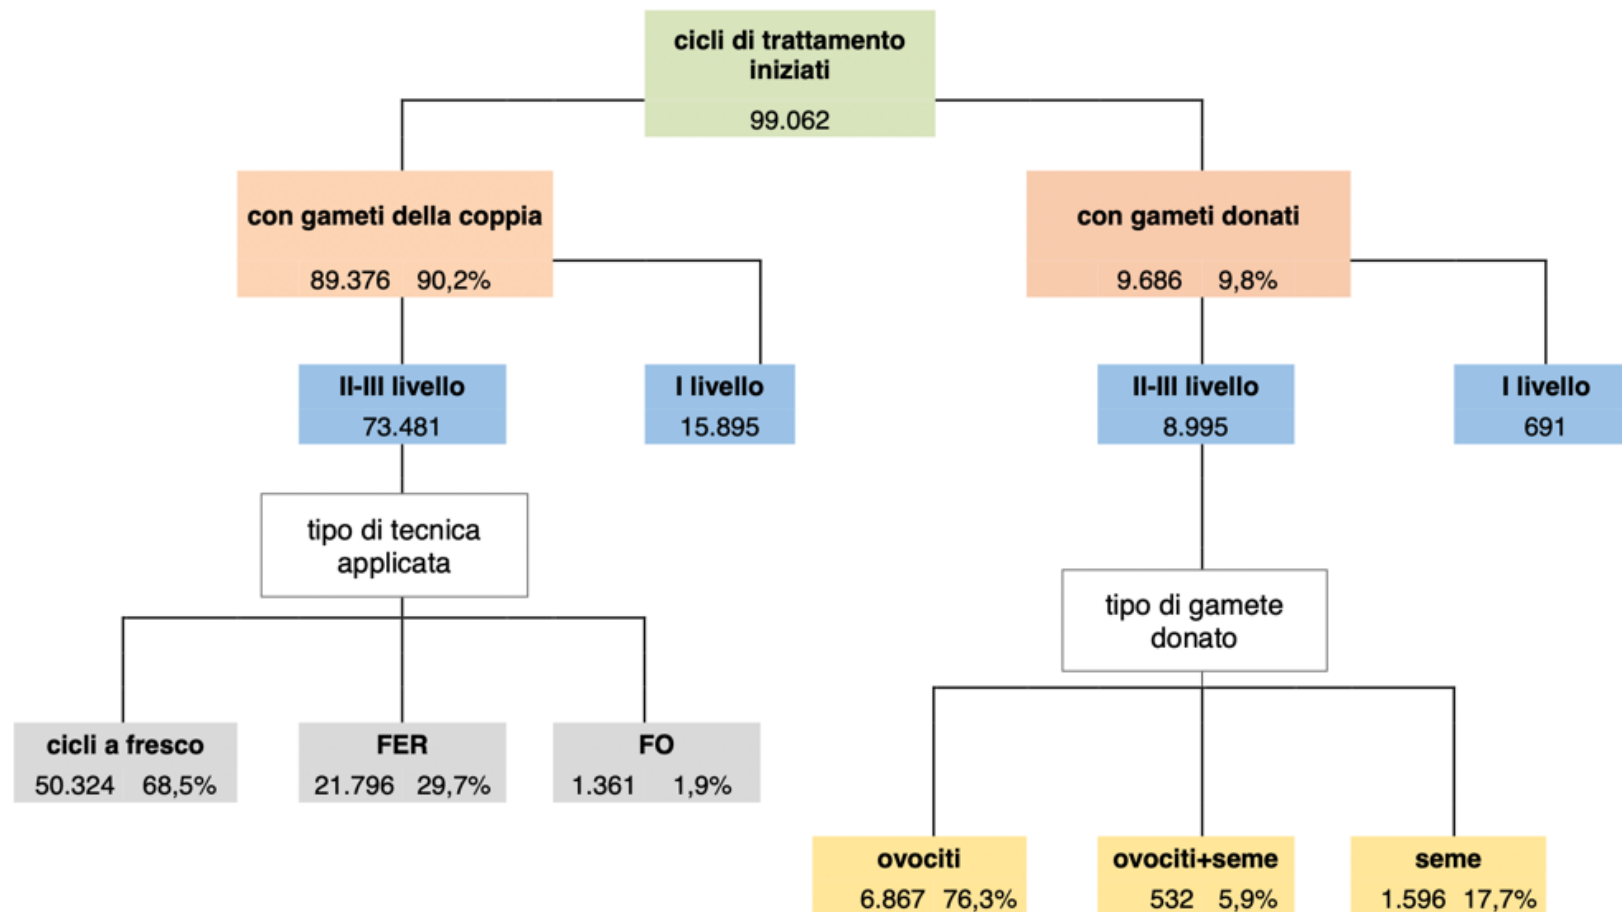 cicli di trattamento
iniziati
99.062
con gameti della coppia
89.376 90,2%
con gameti donati
9.686 9,8%
II-III livello
73.481
I livello
15.895
II-III livello
8.995
I livello
691
tipo di tecnica
applicata
tipo di gamete
donato
cicli a fresco
50.324 68,5%
FER
21.796 29,7%
FO
1.361 1,9%
ovociti
6.867 76,3%
ovociti+seme
532 5,9%
seme
1.596 17,7%